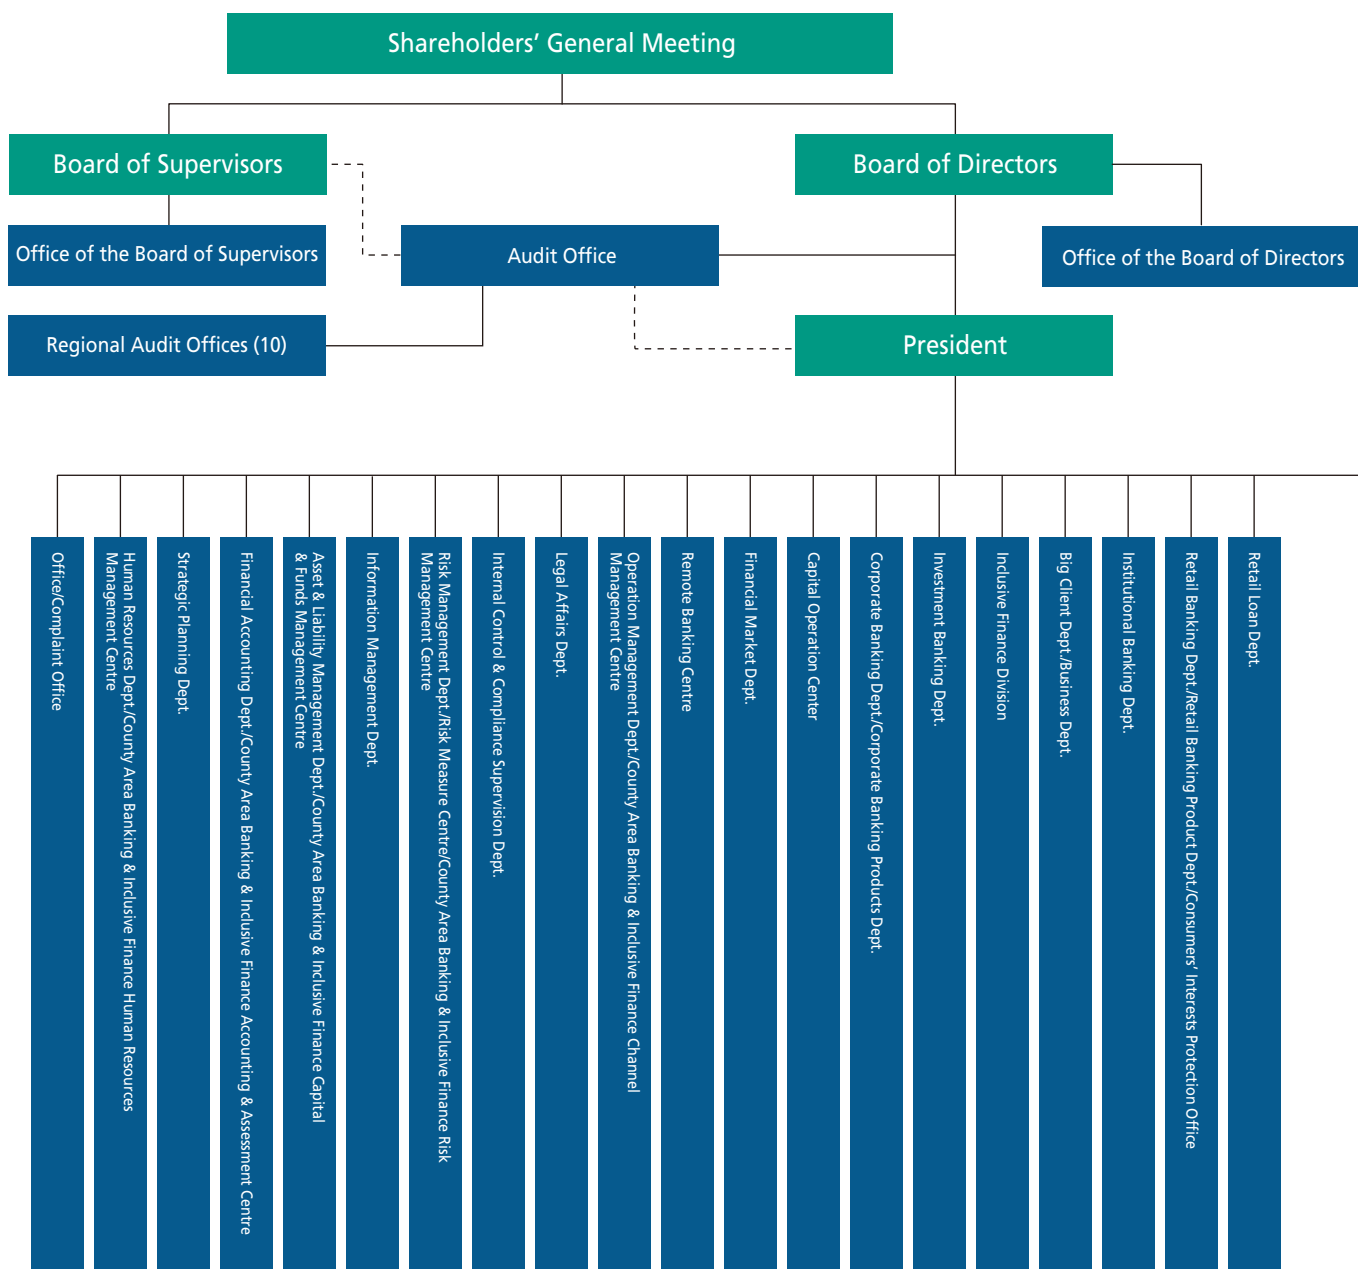 Shareholders’ General Meeting
Board of Supervisors
Board of Directors
Office of the Board of Supervisors
Audit Office
Office of the Board of Directors
Regional Audit Offices (10)
President
Office/Complaint Office
Human Resources Dept./County Area Banking & Inclusive Finance Human Resources
Management Centre
Strategic Planning Dept.
Financial Accounting Dept./County Area Banking & Inclusive Finance Accounting & Assessment Centre
Asset & Liability Management Dept./County Area Banking & Inclusive Finance Capital
& Funds Management Centre
Information Management Dept.
Risk Management Dept./Risk Measure Centre/County Area Banking & Inclusive Finance Risk
Management Centre
Internal Control & Compliance Supervision Dept.
Legal Affairs Dept.
Operation Management Dept./County Area Banking & Inclusive Finance Channel
Management Centre
Remote Banking Centre
Financial Market Dept.
Capital Operation Center
Corporate Banking Dept./Corporate Banking Products Dept.
Investment Banking Dept.
Inclusive Finance Division
Big Client Dept./Business Dept.
Institutional Banking Dept.
Retail Banking Dept./Retail Banking Product Dept./Consumers’ Interests Protection Office
Retail Loan Dept.